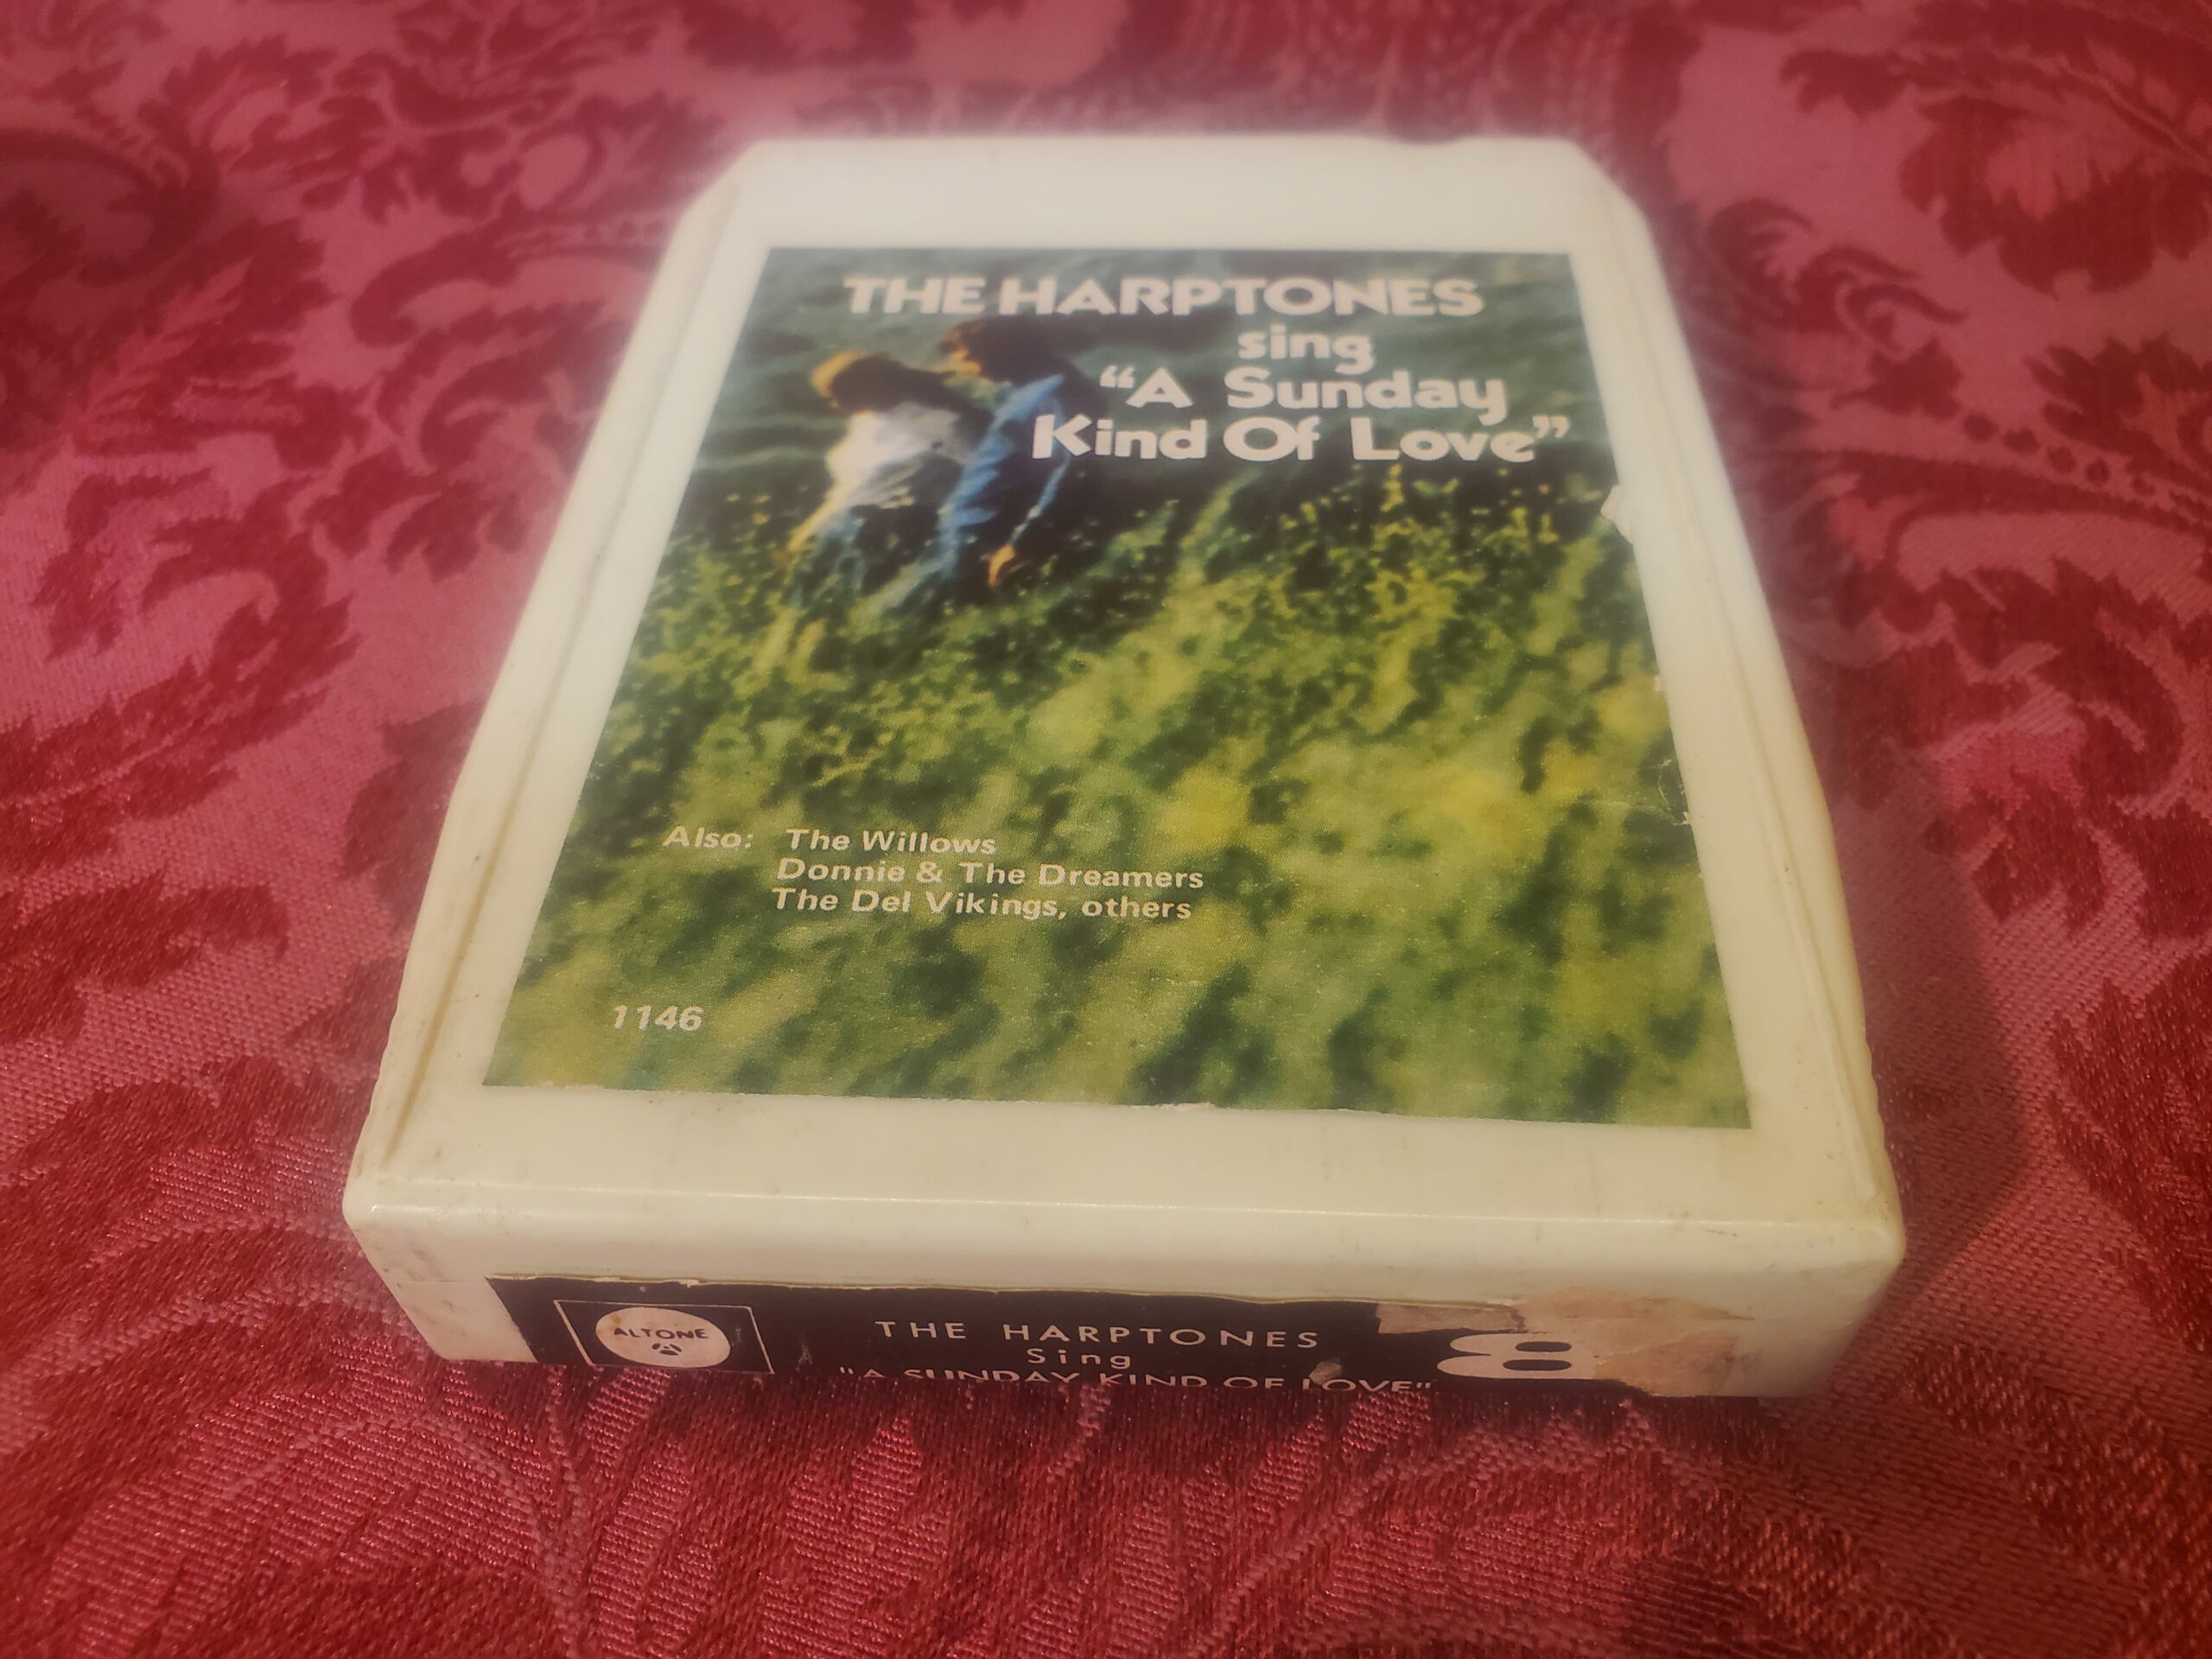 THE HARPTONES
sing
“A Sunday
Kind Of Love”
Also: The Willows
Donnie & The Dreamers
The Del Vikings, others
1146
ALTONE
A
THE HARPTONES
Sing
"A SUNDAY KIND OF LOVE"
8